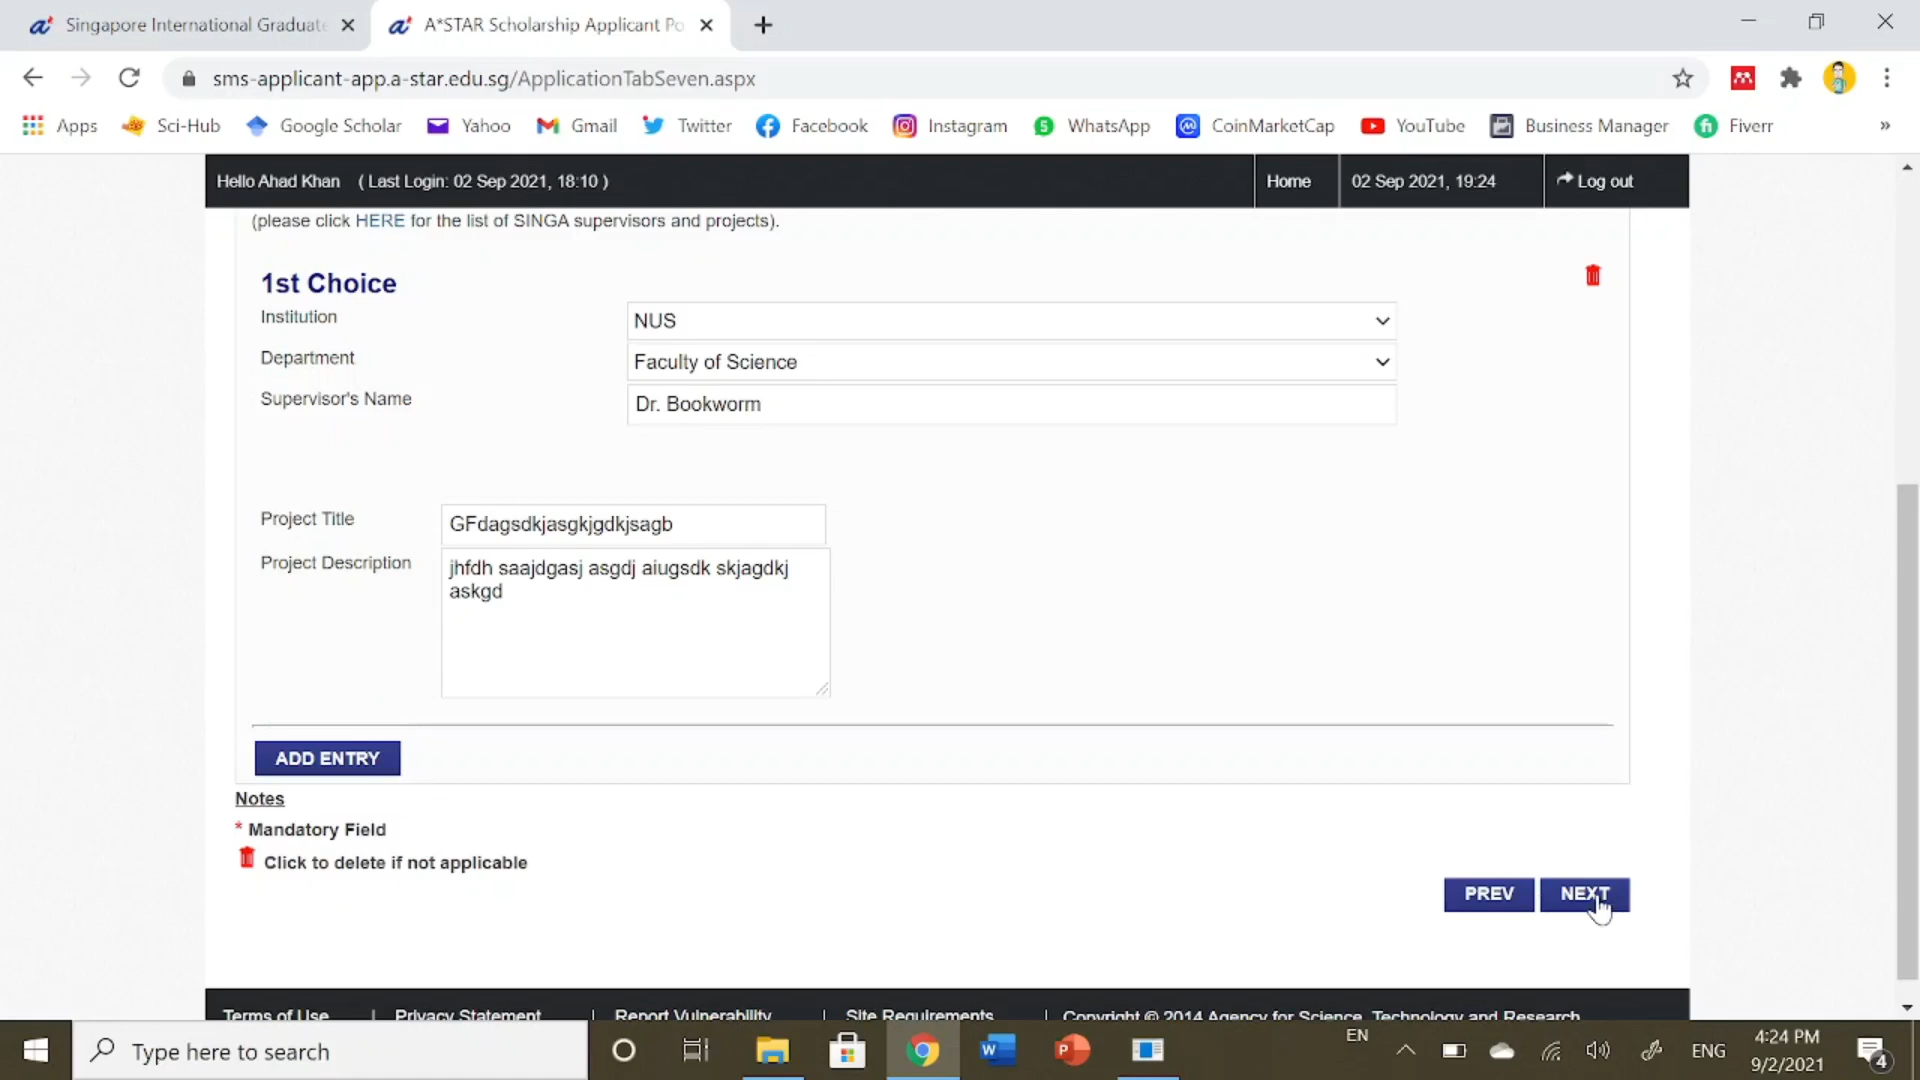 Singapore International Graduate
A*STAR Scholarship Applicant Po
sms-applicant-app.a-star.edu.sg/ApplicationTabSeven.aspx
Apps
Sci-Hub
Google Scholar
Yahoo
Gmail
Twitter
Facebook
Instagram
WhatsApp
CoinMarketCap
YouTube
Business Manager
Fiverr
»
Hello Ahad Khan ( Last Login: 02 Sep 2021, 18:10 )
Home
02 Sep 2021, 19:24
Log out
(please click HERE for the list of SINGA supervisors and projects).
1st Choice
Institution
NUS
Department
Faculty of Science
Supervisor's Name
Dr. Bookworm
Project Title
GFdagsdkjasgkjgdkjsagb
Project Description
jhfdh saajdgasj asgdj aiugsdk skjagdkj
askgd
ADD ENTRY
Notes
* Mandatory Field
Click to delete if not applicable
PREV
NEXT
Terms of Use | Privacy Statement | Report Vulnerability | Site Requirements | Copyright © 2014 Agency for Science, Technology and Research
Type here to search
EN
ENG
4:24 PM
9/2/2021
4